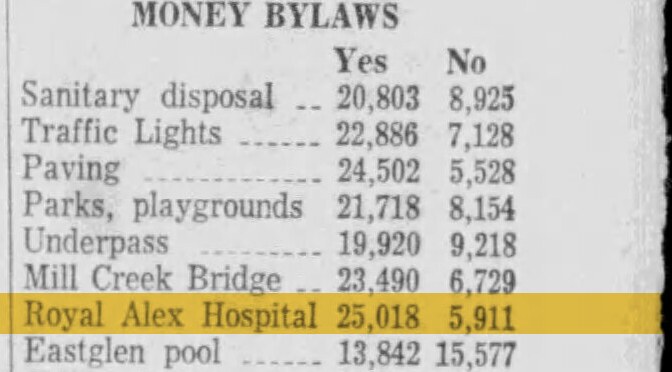 MONEY BYLAWS
Yes No
Sanitary disposal .. 20,803 8,925
Traffic Lights ...... 22,886 7,128
Paving ............... 24,502 5,528
Parks, playgrounds 21,718 8,154
Underpass ......... 19,920 9,218
Mill Creek Bridge .. 23,490 6,729
Royal Alex Hospital 25,018 5,911
Eastglen pool ...... 13,842 15,577